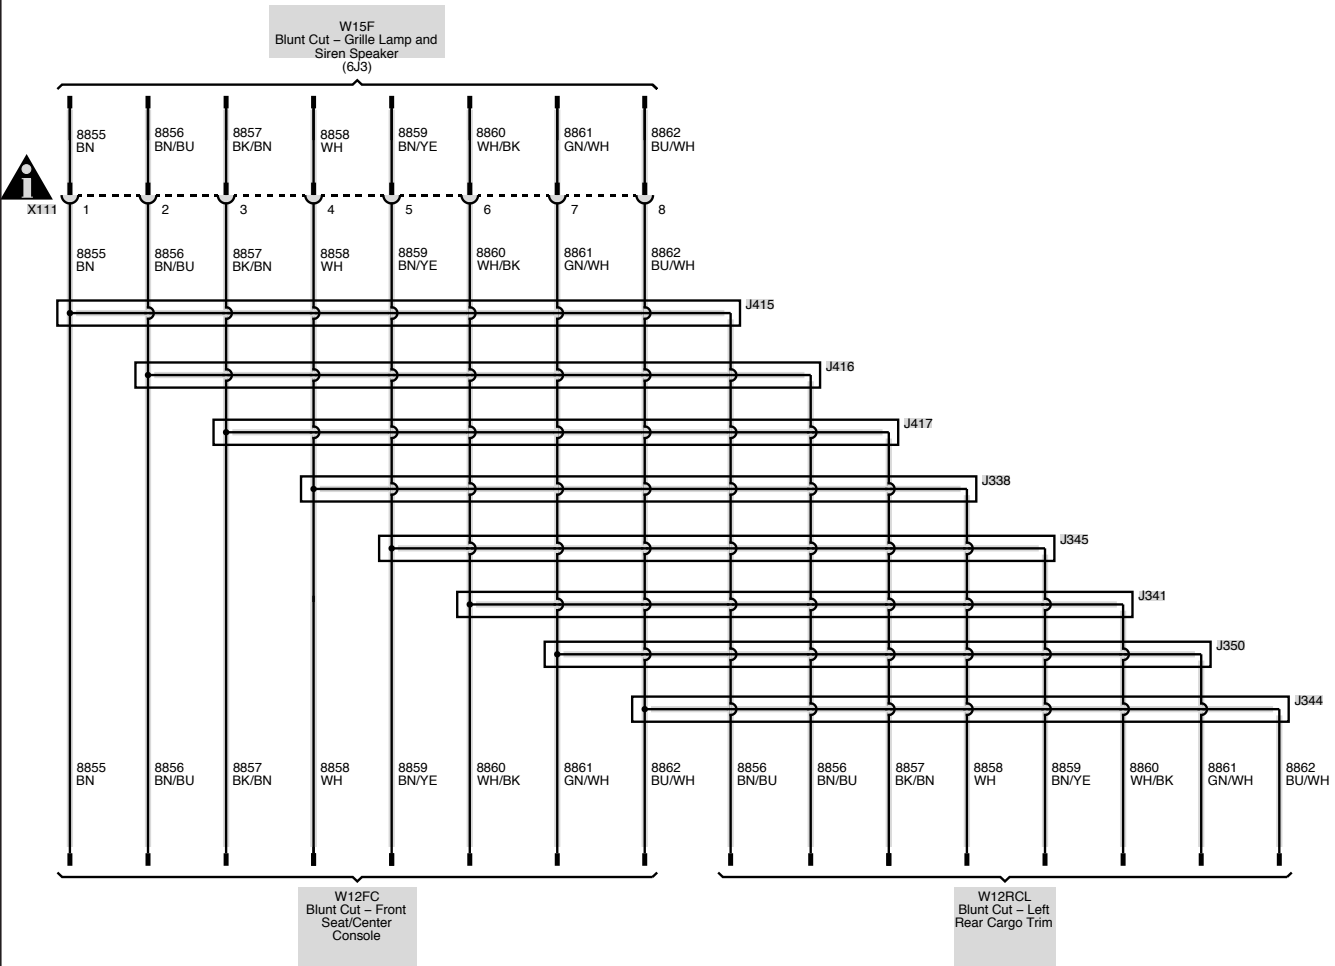 W15F
Blunt Cut – Grille Lamp and
Siren Speaker
(6J3)
8855 8856 8857 8858 8859 8860 8861 8862
BN BN/BU BK/BN WH BN/YE WH/BK GN/WH BU/WH
i
X111 1 2 3 4 5 6 7 8
8855 8856 8857 8858 8859 8860 8861 8862
BN BN/BU BK/BN WH BN/YE WH/BK GN/WH BU/WH
J415
J416
J417
J338
J345
J341
J350
J344
8855 8856 8857 8858 8859 8860 8861 8862 8856 8856 8857 8858 8859 8860 8861 8862
BN BN/BU BK/BN WH BN/YE WH/BK GN/WH BU/WH BN/BU BN/BU BK/BN WH BN/YE WH/BK GN/WH BU/WH
W12FC
Blunt Cut – Front
Seat/Center
Console
W12RCL
Blunt Cut – Left
Rear Cargo Trim